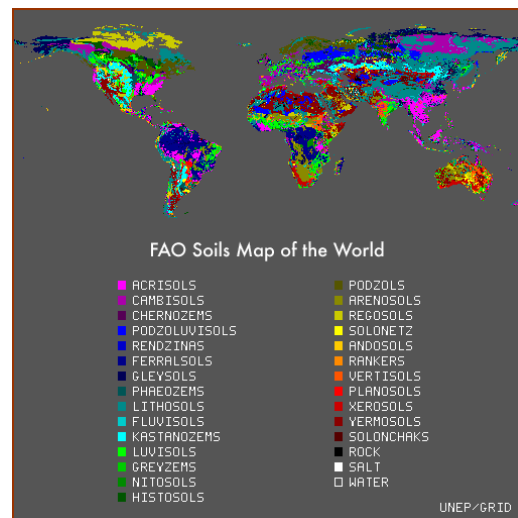 FAO Soils Map of the World
ACRISOLS
CAMBISOLS
CHERNOZEMS
PODZOLUVISOLS
RENDZINAS
FERRALSOLS
GLEYSOLS
PHAEOZEMS
LITHOSOLS
FLUVISOLS
KASTANOZEMS
LUVISOLS
GREYZEMS
NITOSOLS
HISTOSOLS
PODZOLS
ARENOSOLS
REGOSOLS
SOLONETZ
ANDOSOLS
RANKERS
VERTISOLS
PLANOSOLS
XEROSOLS
YERMOSOLS
SOLONCHAKS
ROCK
SALT
WATER
UNEP/GRID